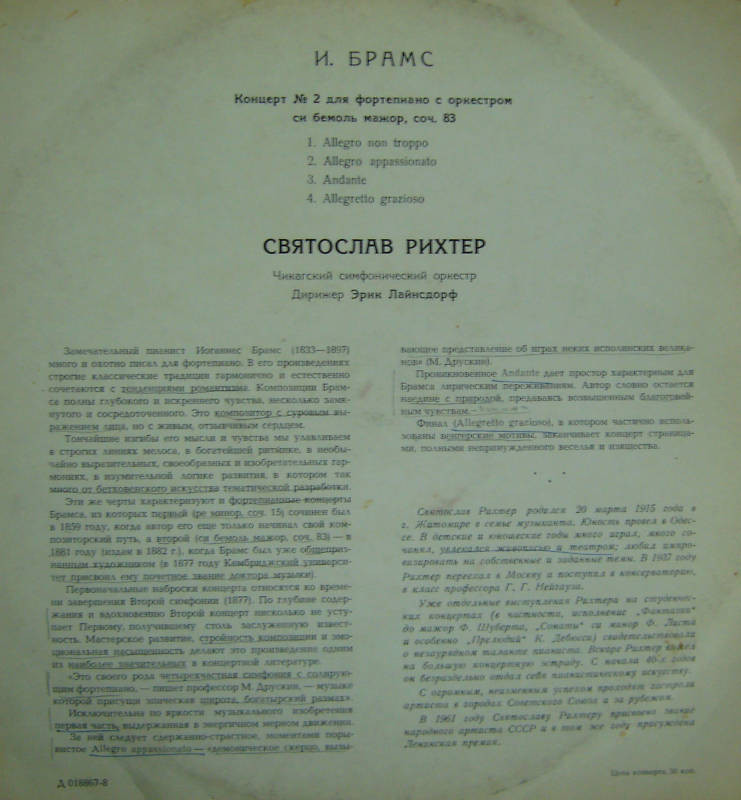 И. БРАМС
Концерт № 2 для фортепиано с оркестром
си бемоль мажор, соч. 83
1. Allegro non troppo
2. Allegro appassionato
3. Andante
4. Allegretto grazioso
СВЯТОСЛАВ РИХТЕР
Чикагский симфонический оркестр
Дирижер Эрик Лайнсдорф
Замечательный пианист Иоганнес Брамс (1833—1897)
много и охотно писал для фортепиано. В его произведениях
строгие классические традиции гармонично и естественно
сочетаются с тенденциями романтизма. Композиции Брам-
се полны глубокого и искреннего чувства, несколько замк-
нутого и сосредоточенного. Это композитор с суровым вы-
ражением лица, но с живым, отзывчивым сердцем.
Тончайшие изгибы его мысли и чувства мы улавливаем
в строгих линиях мелоса, в богатейшей ритмике, в необы-
чайно выразительных, своеобразных и изобретательных гар-
мониях, в изумительной логике развития, в котором так
много от бетховенского искусства тематической разработки.
Эти же черты характеризуют и фортепианные концерты
Брамса, из которых первый (ре минор, соч. 15) сочинен был
в 1859 году, когда автор его еще только начинал свой ком-
позиторский путь, а второй (си бемоль мажор, соч. 83) — в
1881 году (издан в 1882 г.), когда Брамс был уже общепри-
знанным художником (в 1877 году Кембриджский универси-
тет присвоил ему почетное звание доктора музыки).
Первоначальные наброски концерта относятся ко време-
ни завершения Второй симфонии (1877). По глубине содер-
жания и вдохновению Второй концерт нисколько не усту-
пает Первому, получившему столь заслуженную извест-
ность. Мастерское развитие, стройность композиции и эмо-
циональная насыщенность делают это произведение одним
из наиболее значительных в концертной литературе.
«Это своего рода четырехчастная симфония с солирую-
щим фортепиано, — пишет профессор М. Друскин, — музыке
которой присущи эпическая широта, богатырский размах».
Исключительна по яркости музыкального изобретения
первая часть, выдержанная в энергичном мерном движении.
За ней следует сдержанно-страстное, моментами поры-
вистое Allegro appassionato — «демоническое скерцо, вызы-
вающее представление об играх неких исполинских велика-
нов» (М. Друскин).
Проникновенное Andante дает простор характерным для
Брамса лирическим переживаниям. Автор словно остается
наедине с природой, предаваясь возвышенным благоговей-
ным чувствам.
Финал (Allegretto grazioso), в котором частично исполь-
зованы венгерские мотивы, заканчивает концерт страница-
ми, полными непринужденного веселья и изящества.
Святослав Рихтер родился 20 марта 1915 года в
г. Житомире в семье музыканта. Юность провел в Одес-
се. В детские и юношеские годы много играл, много со-
чинял, увлекался живописью и театром; любил импро-
визировать на собственные и заданные темы. В 1937 году
Рихтер переехал в Москву и поступил в консерваторию,
в класс профессора Г. Г. Нейгауза.
Уже отдельные выступления Рихтера на студенчес-
ких концертах (в частности, исполнение „Фантазии"
до мажор Ф. Шуберта, „Сонаты" си минор Ф. Листа
и особенно „Прелюдий" К. Дебюсси) свидетельствовали
о незаурядном таланте пианиста. Вскоре Рихтер вышел
на большую концертную эстраду. С начала 40-х годов
он безраздельно отдал себя пианистическому искусству.
С огромным, неизменным успехом проходят гастроли
артиста в городах Советского Союза и за рубежом.
В 1961 году Святославу Рихтеру присвоено звание
народного артиста СССР и в том же году присуждена
Ленинская премия.
Д 018867-8
Цена конверта 30 коп.